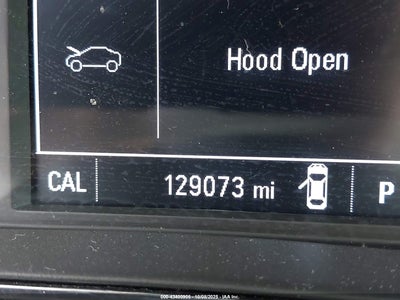 Hood Open
CAL 129073 mi P